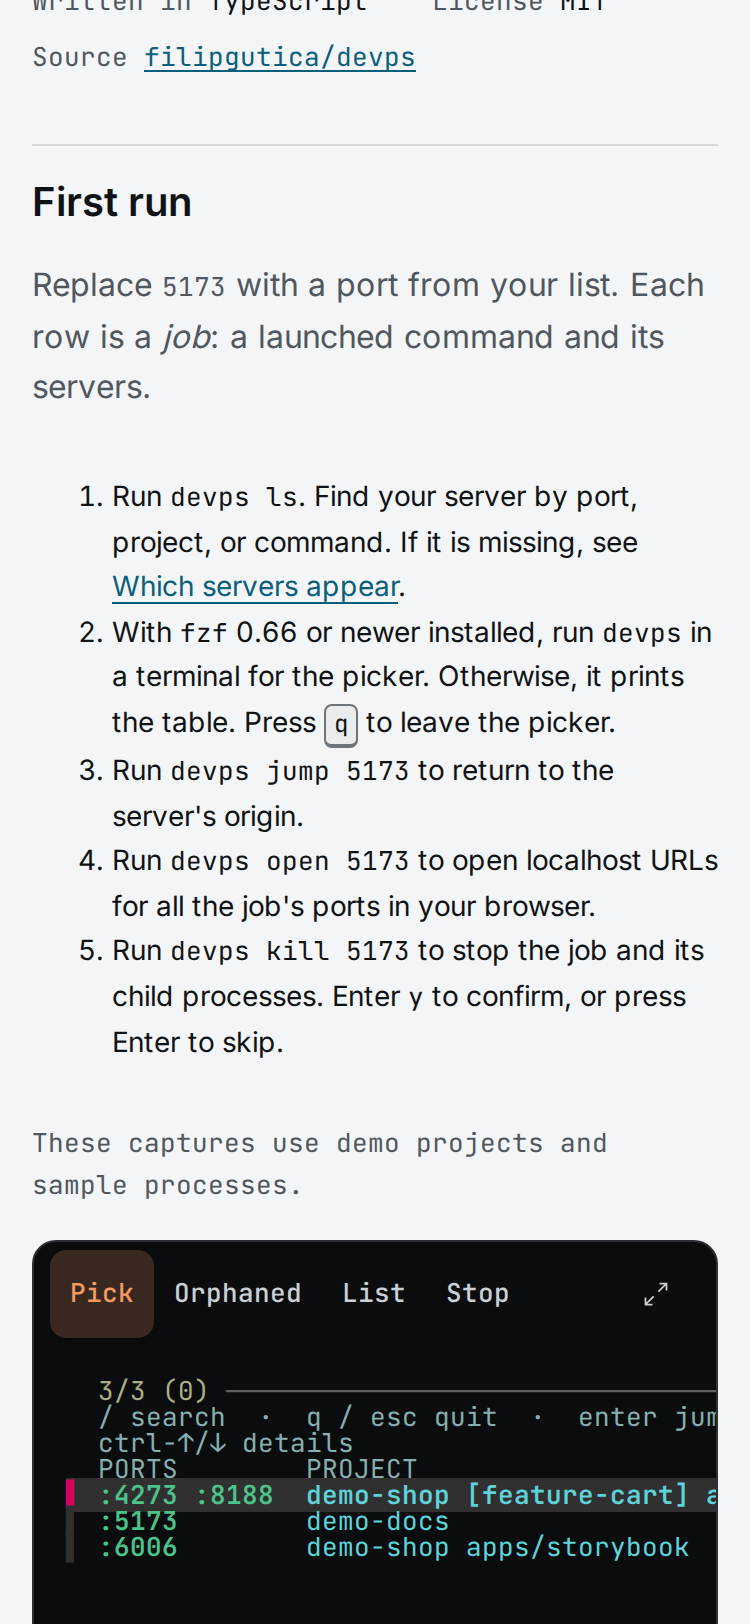 Written in TypeScript License MIT
Source filipgutica/devps
First run
Replace 5173 with a port from your list. Each
row is a job: a launched command and its
servers.
1. Run devps ls. Find your server by port,
project, or command. If it is missing, see
Which servers appear.
2. With fzf 0.66 or newer installed, run devps in
a terminal for the picker. Otherwise, it prints
the table. Press q to leave the picker.
3. Run devps jump 5173 to return to the
server's origin.
4. Run devps open 5173 to open localhost URLs
for all the job's ports in your browser.
5. Run devps kill 5173 to stop the job and its
child processes. Enter y to confirm, or press
Enter to skip.
These captures use demo projects and
sample processes.
Pick Orphaned List Stop
3/3 (0)
/ search · q / esc quit · enter jum
ctrl-↑/↓ details
PORTS PROJECT
:4273 :8188 demo-shop [feature-cart] a
:5173 demo-docs
:6006 demo-shop apps/storybook